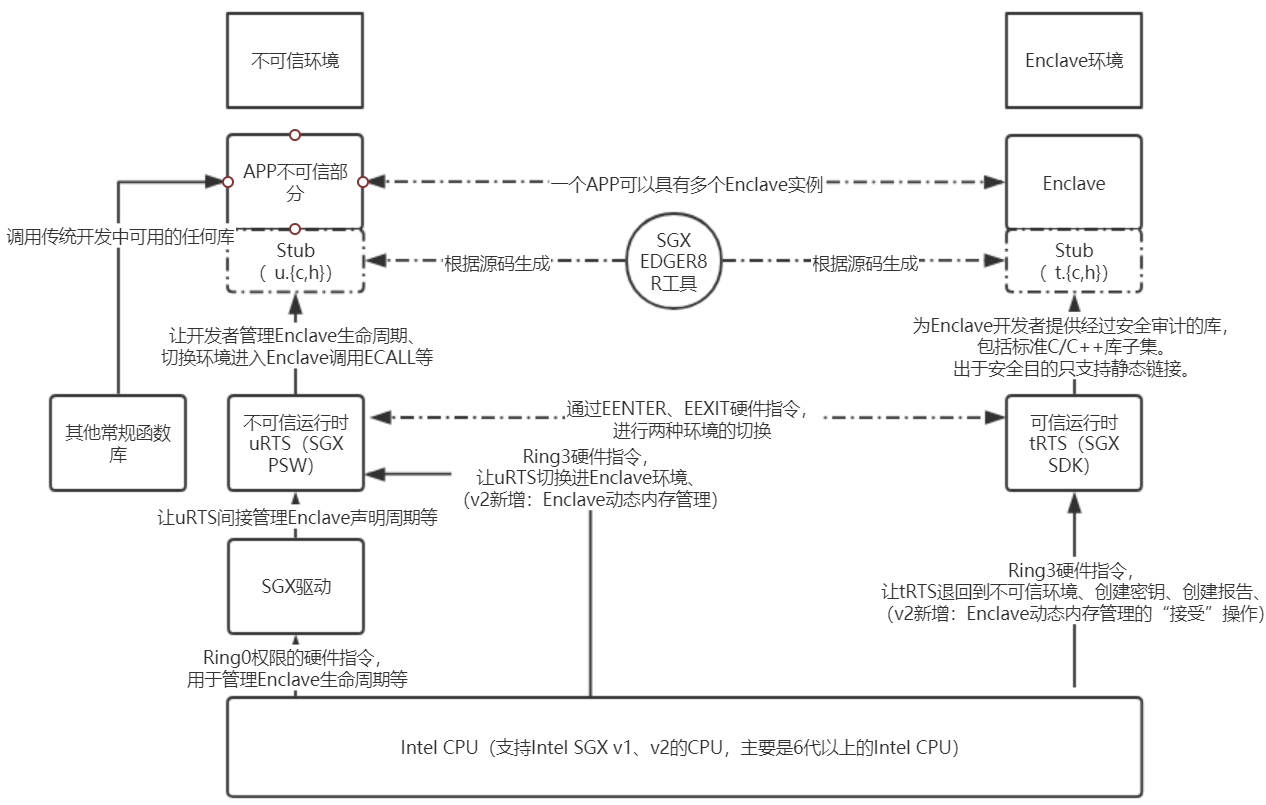 不可信环境
Enclave环境
APP不可信部
分
一个APP可以具有多个Enclave实例
Enclave
调用传统开发中可用的任何库
Stub
（ u.{c,h}）
根据源码生成
SGX
EDGER8
R工具
根据源码生成
Stub
（ t.{c,h}）
让开发者管理Enclave生命周期、
切换环境进入Enclave调用ECALL等
为Enclave开发者提供经过安全审计的库，
包括标准C/C++库子集。
出于安全目的只支持静态链接。
其他常规函数
库
不可信运行时
uRTS（SGX
PSW）
通过EENTER、EEXIT硬件指令，
进行两种环境的切换
可信运行时
tRTS（SGX
SDK）
Ring3硬件指令，
让uRTS切换进Enclave环境、
（v2新增：Enclave动态内存管理）
让uRTS间接管理Enclave声明周期等
SGX驱动
Ring3硬件指令，
让tRTS退回到不可信环境、创建密钥、创建报告、
（v2新增：Enclave动态内存管理的“接受”操作）
Ring0权限的硬件指令，
用于管理Enclave生命周期等
Intel CPU（支持Intel SGX v1、v2的CPU，主要是6代以上的Intel CPU）